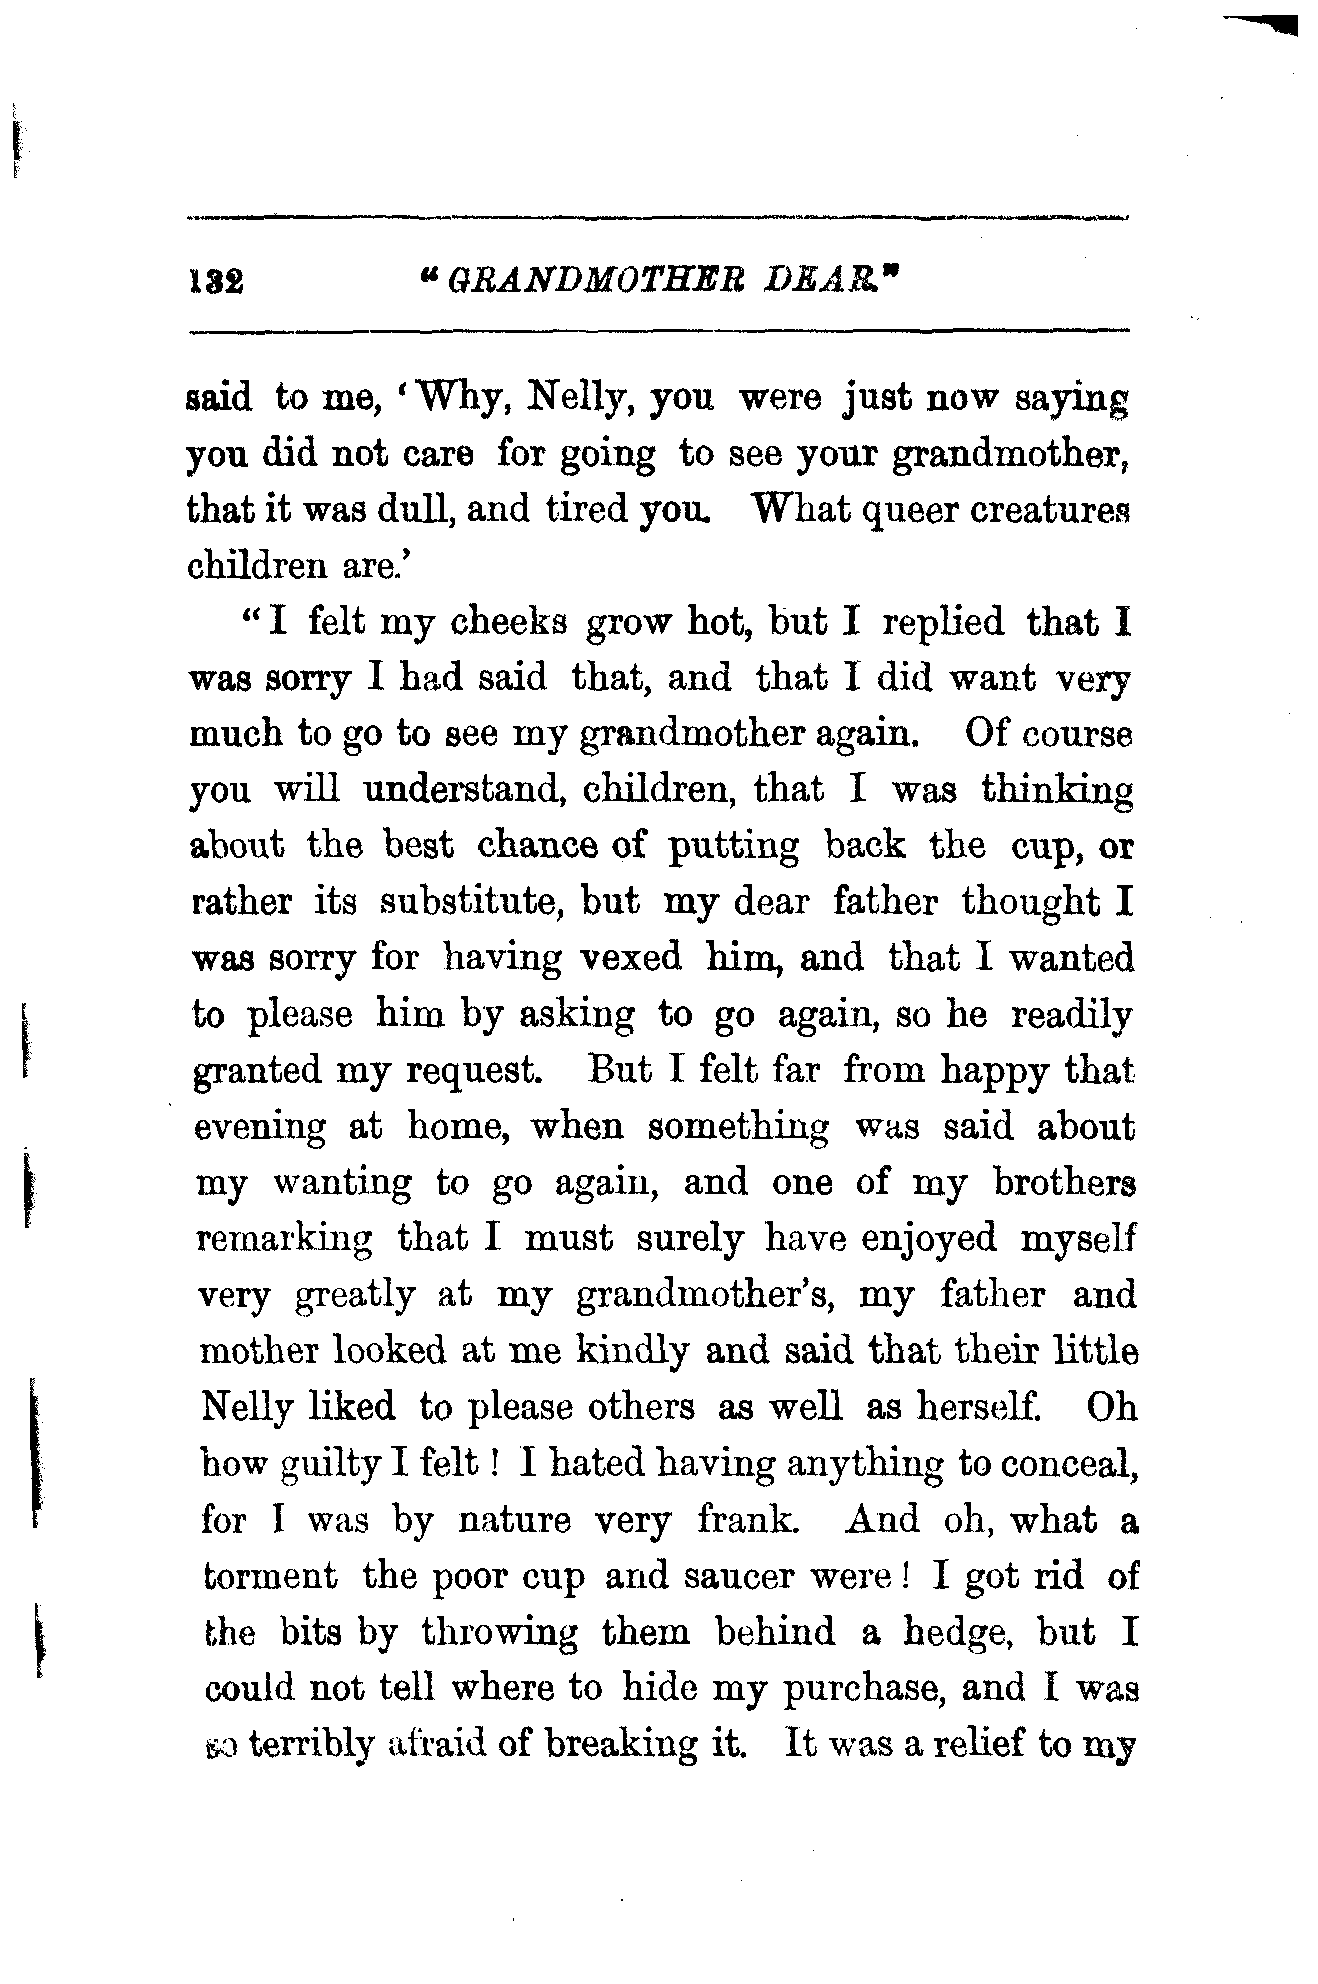 132 "GRANDMOTHER DEAR."
said to me, 'Why, Nelly, you were just now saying
you did not care for going to see your grandmother,
that it was dull, and tired you. What queer creatures
children are.'
"I felt my cheeks grow hot, but I replied that I
was sorry I had said that, and that I did want very
much to go to see my grandmother again. Of course
you will understand, children, that I was thinking
about the best chance of putting back the cup, or
rather its substitute, but my dear father thought I
was sorry for having vexed him, and that I wanted
to please him by asking to go again, so he readily
granted my request. But I felt far from happy that
evening at home, when something was said about
my wanting to go again, and one of my brothers
remarking that I must surely have enjoyed myself
very greatly at my grandmother's, my father and
mother looked at me kindly and said that their little
Nelly liked to please others as well as herself. Oh
how guilty I felt! I hated having anything to conceal,
for I was by nature very frank. And oh, what a
torment the poor cup and saucer were! I got rid of
the bits by throwing them behind a hedge, but I
could not tell where to hide my purchase, and I was
so terribly afraid of breaking it. It was a relief to my